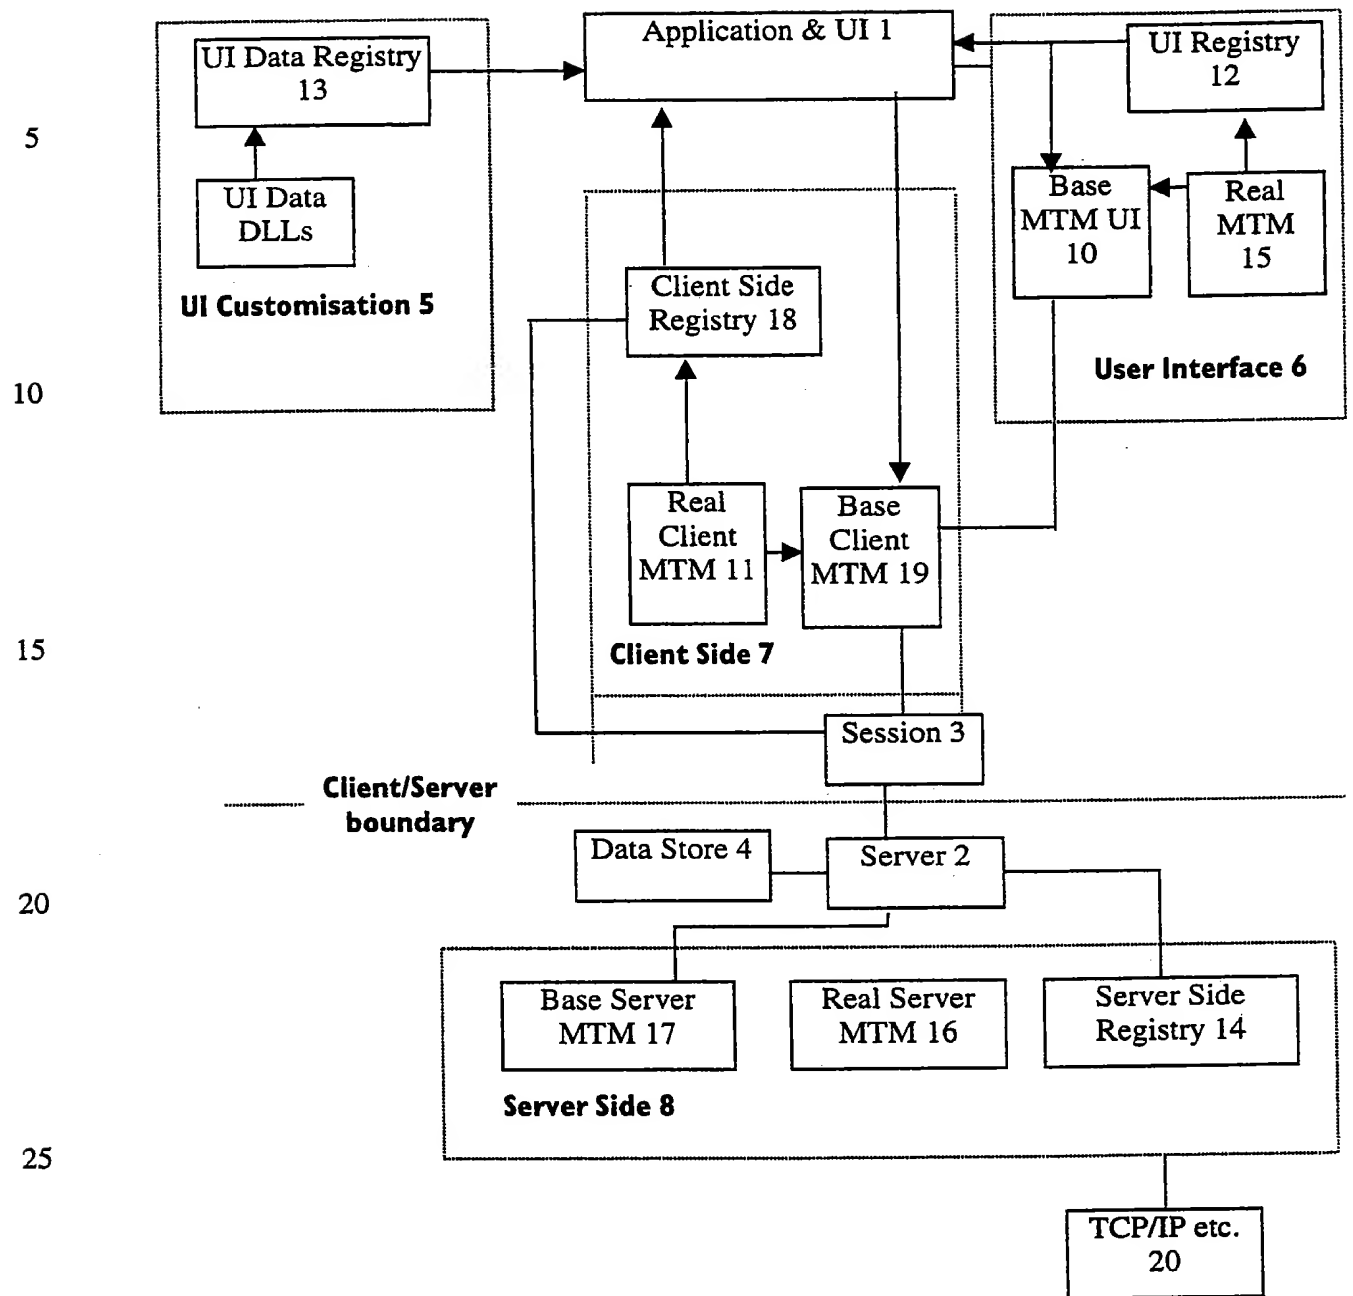 Application & UI 1
UI Data Registry
13
UI Registry
12
5
UI Data
DLLs
Base
MTM UI
10
Real
MTM
15
UI Customisation 5
Client Side
Registry 18
User Interface 6
10
Real
Client
MTM 11
Base
Client
MTM 19
15
Client Side 7
Session 3
Client/Server
boundary
Data Store 4
Server 2
20
Base Server
MTM 17
Real Server
MTM 16
Server Side
Registry 14
Server Side 8
25
TCP/IP etc.
20